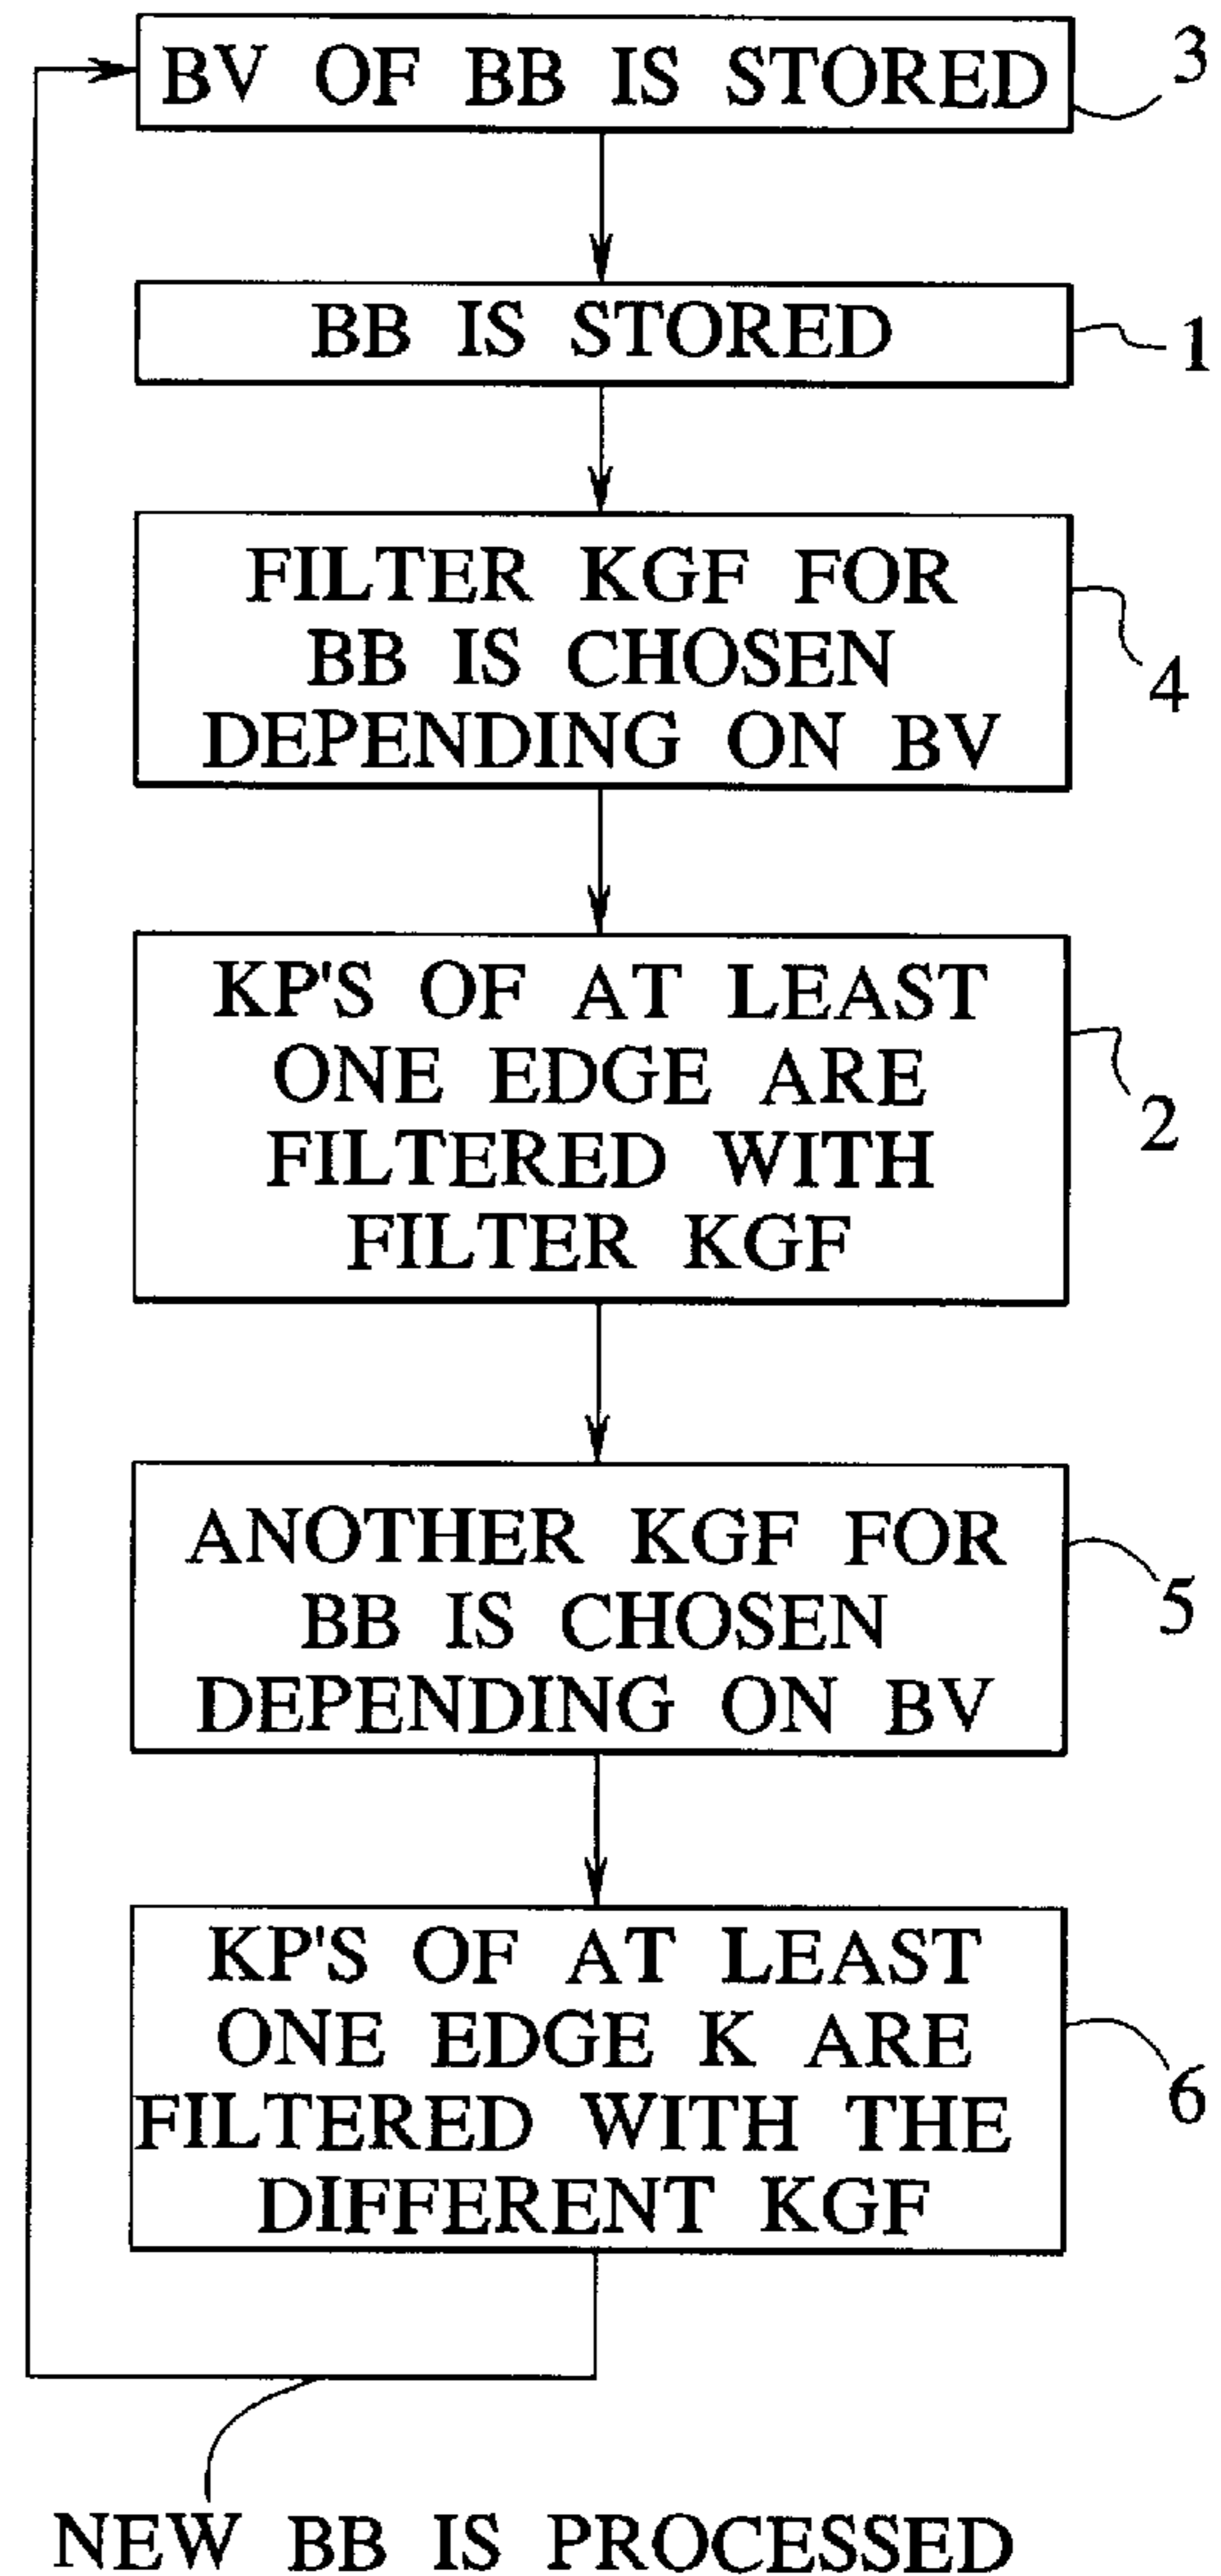 BV OF BB IS STORED
3
BB IS STORED
1
FILTER KGF FOR
BB IS CHOSEN
DEPENDING ON BV
4
KP'S OF AT LEAST
ONE EDGE ARE
FILTERED WITH
FILTER KGF
2
ANOTHER KGF FOR
BB IS CHOSEN
DEPENDING ON BV
5
KP'S OF AT LEAST
ONE EDGE K ARE
FILTERED WITH THE
DIFFERENT KGF
6
NEW BB IS PROCESSED